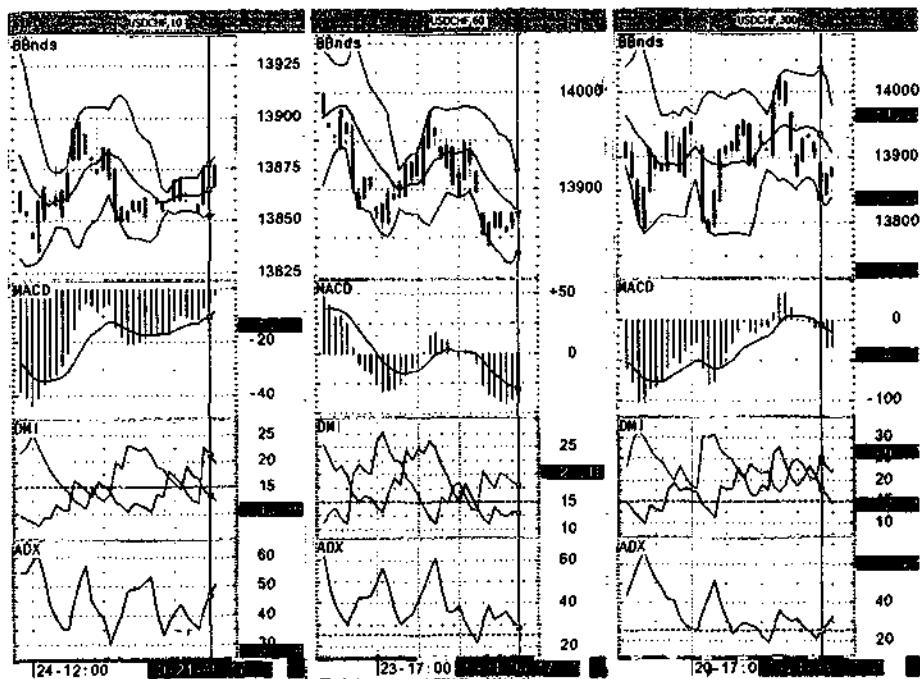 USDCHF,10
BBnds
13925
13900
13875
13850
13825
MACD
-20
-40
DMI
25
20
15
ADX
60
50
40
30
24-12:00
USDCHF,60
BBnds
14000
13900
MACD
+50
0
DMI
25
15
10
ADX
60
40
20
23-17:00
USDCHF,300
BBnds
14000
13900
13800
MACD
0
-100
DMI
30
20
10
ADX
40
20
20-17:0